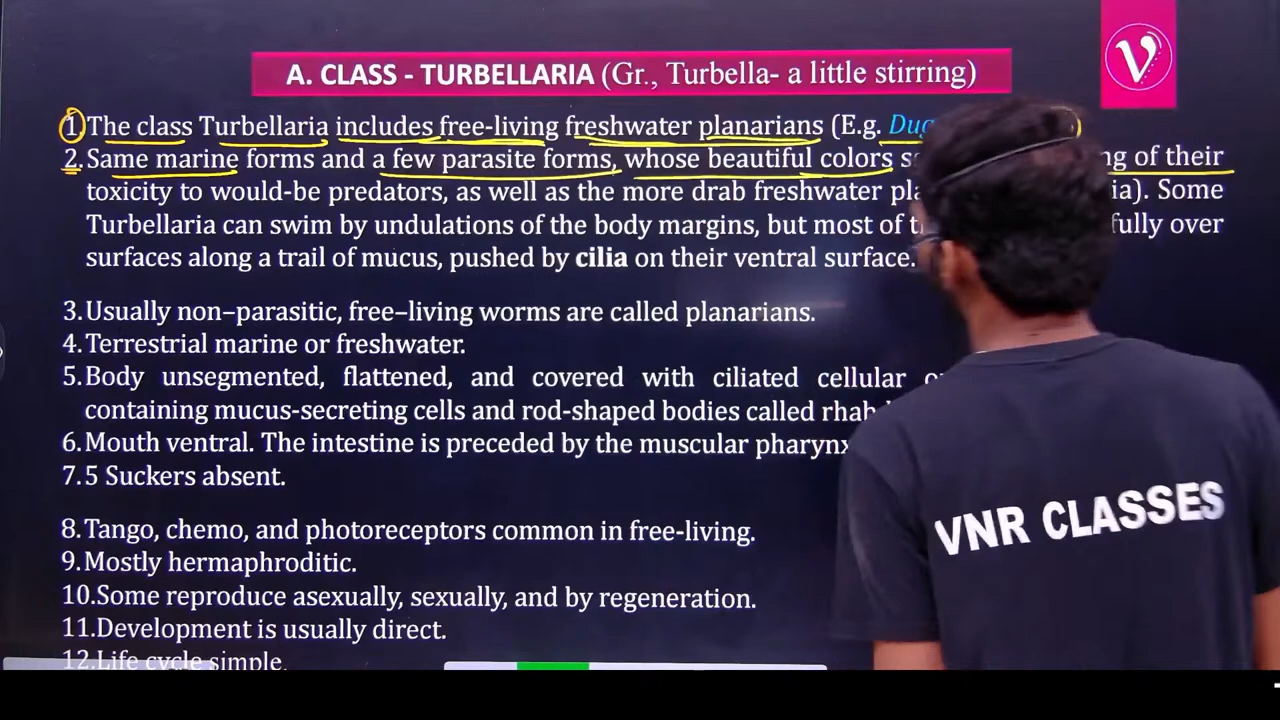 A. CLASS - TURBELLARIA (Gr., Turbella- a little stirring)
V
1. The class Turbellaria includes free-living freshwater planarians (E.g.
2. Same marine forms and a few parasite forms, whose beautiful colors of their
toxicity to would-be predators, as well as the more drab freshwater Some
Turbellaria can swim by undulations of the body margins, but most of over
surfaces along a trail of mucus, pushed by cilia on their ventral surface.
3. Usually non–parasitic, free–living worms are called planarians.
4. Terrestrial marine or freshwater.
5. Body unsegmented, flattened, and covered with ciliated cellular
containing mucus-secreting cells and rod-shaped bodies called
6. Mouth ventral. The intestine is preceded by the muscular pharynx
7.5 Suckers absent.
8. Tango, chemo, and photoreceptors common in free-living.
9. Mostly hermaphroditic.
10.Some reproduce asexually, sexually, and by regeneration.
11.Development is usually direct.
12.Life cycle simple.
VNR CLASSES